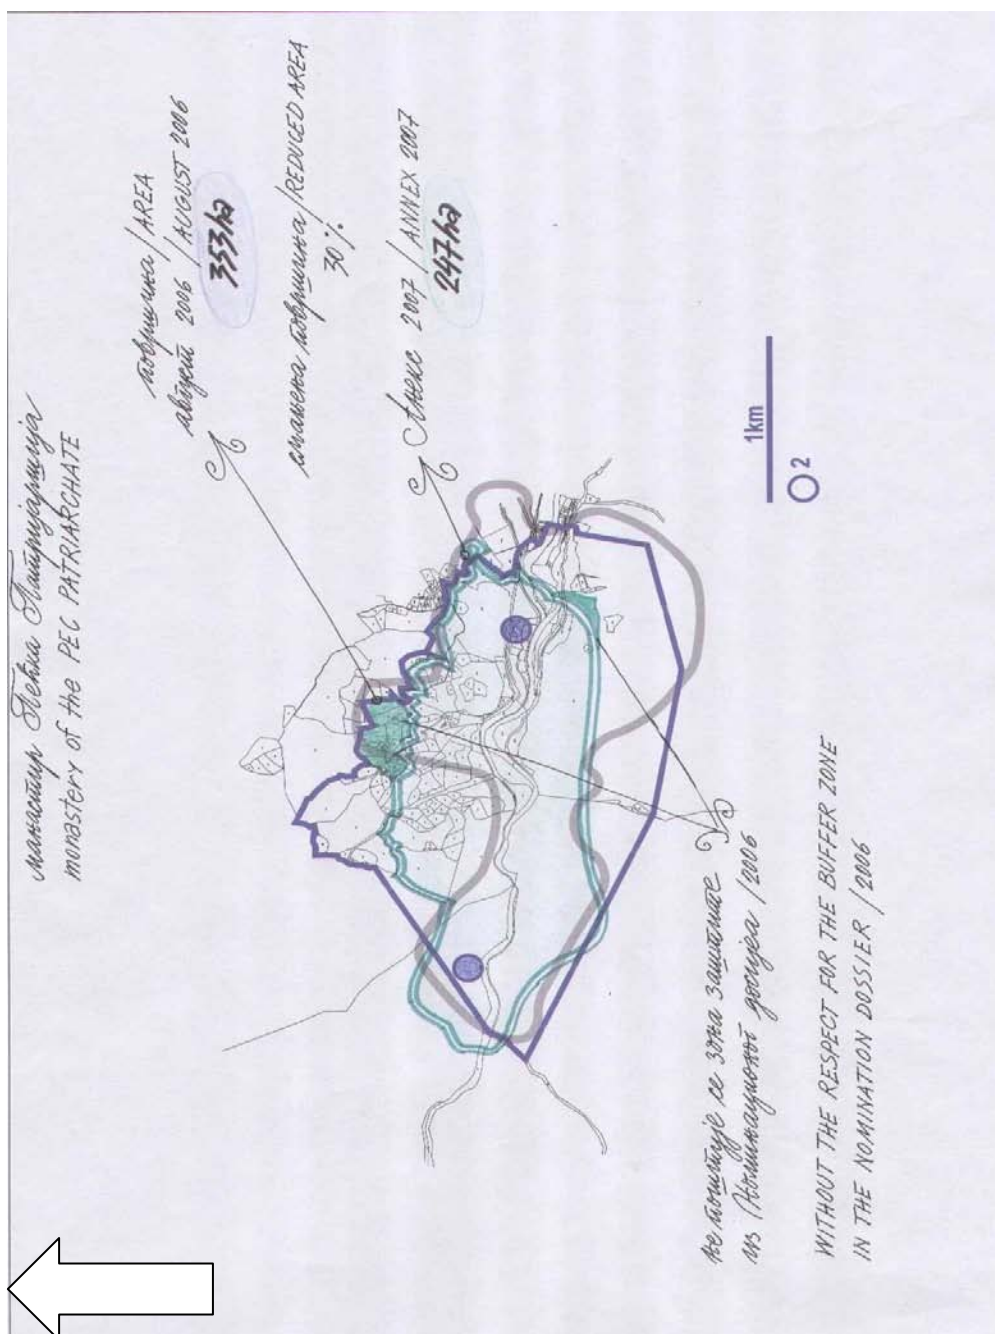 манастир Пећка Патријаршија
monastery of the PEC PATRIARCHATE
површина / AREA
август 2006 / AUGUST 2006
353ha
смањена површина / REDUCED AREA
30%
Анекс 2007 / ANNEX 2007
247ha
1km
2
не поштује се зона заштите
из Номинационог досијеа / 2006
WITHOUT THE RESPECT FOR THE BUFFER ZONE
IN THE NOMINATION DOSSIER / 2006